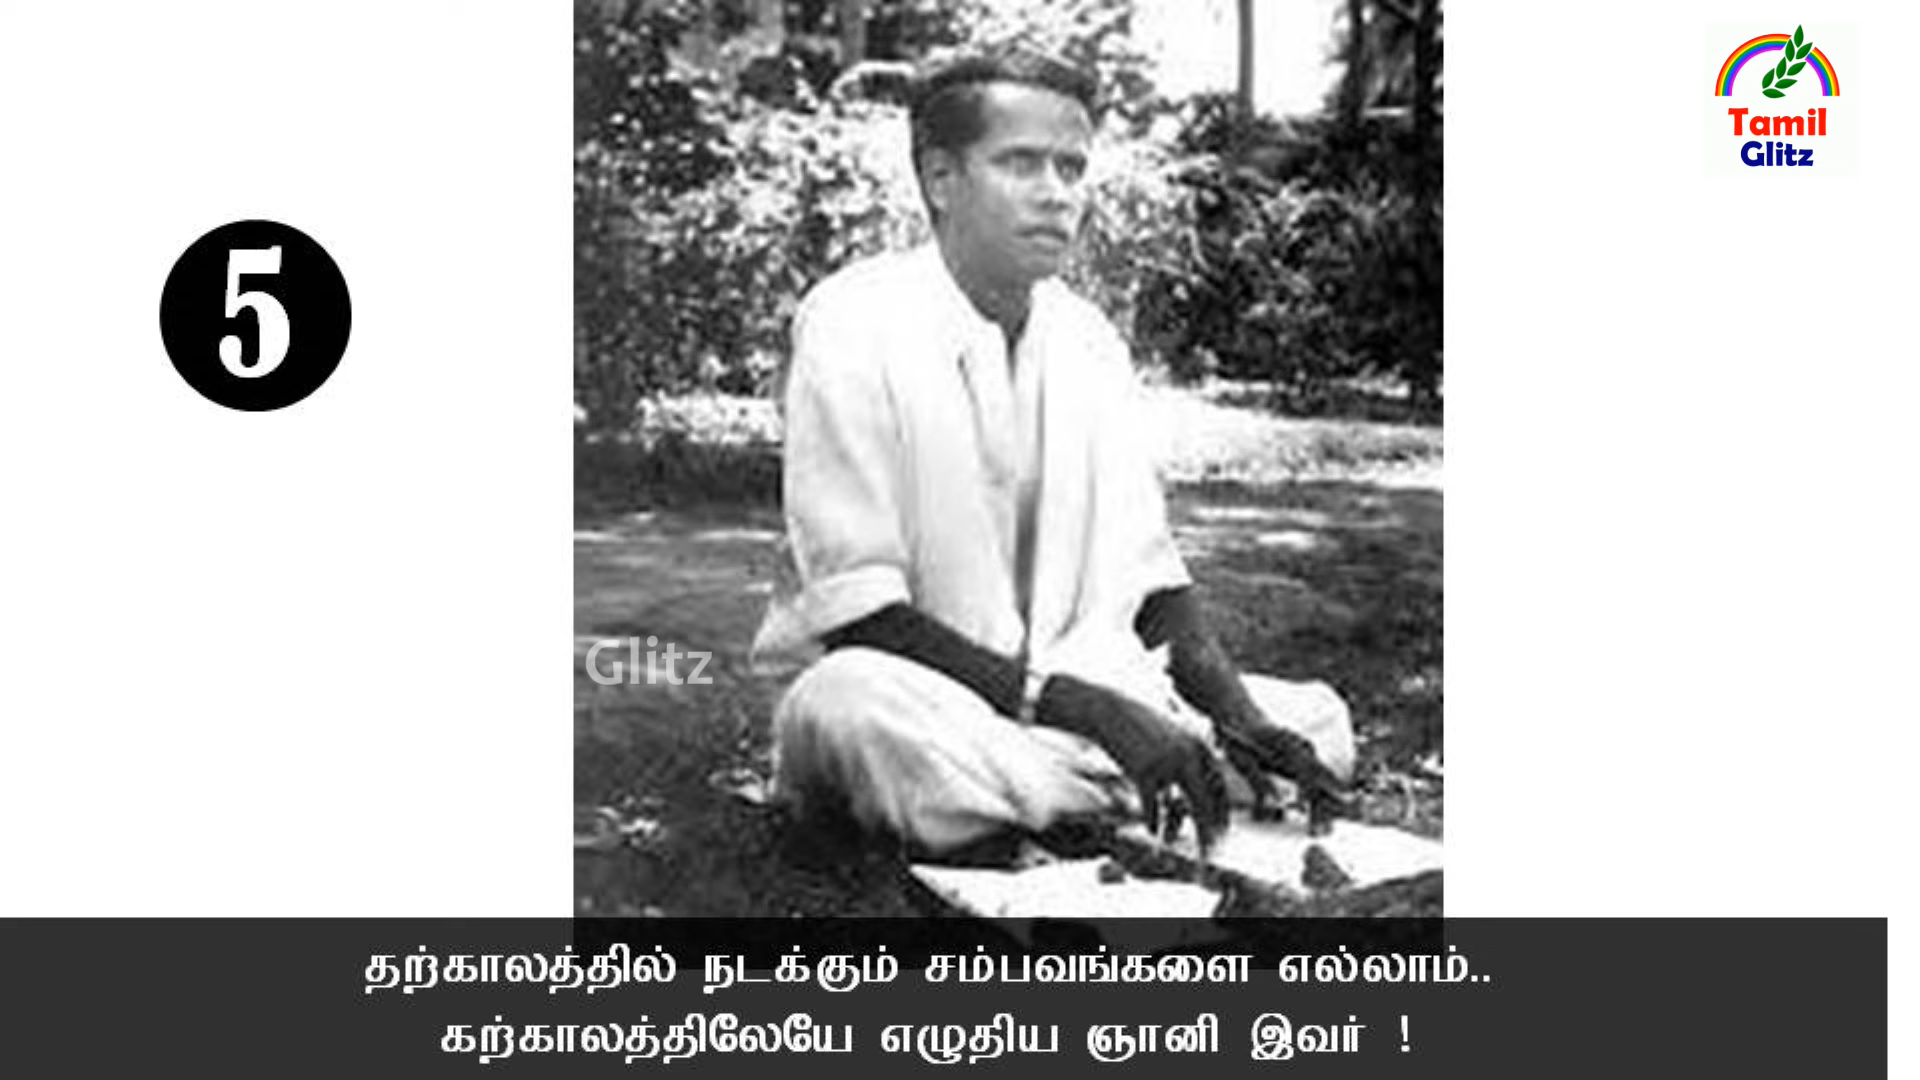 Tamil
Glitz
5
Glitz
தற்காலத்தில் நடக்கும் சம்பவங்களை எல்லாம்..
கற்காலத்திலேயே எழுதிய ஞானி இவர் !